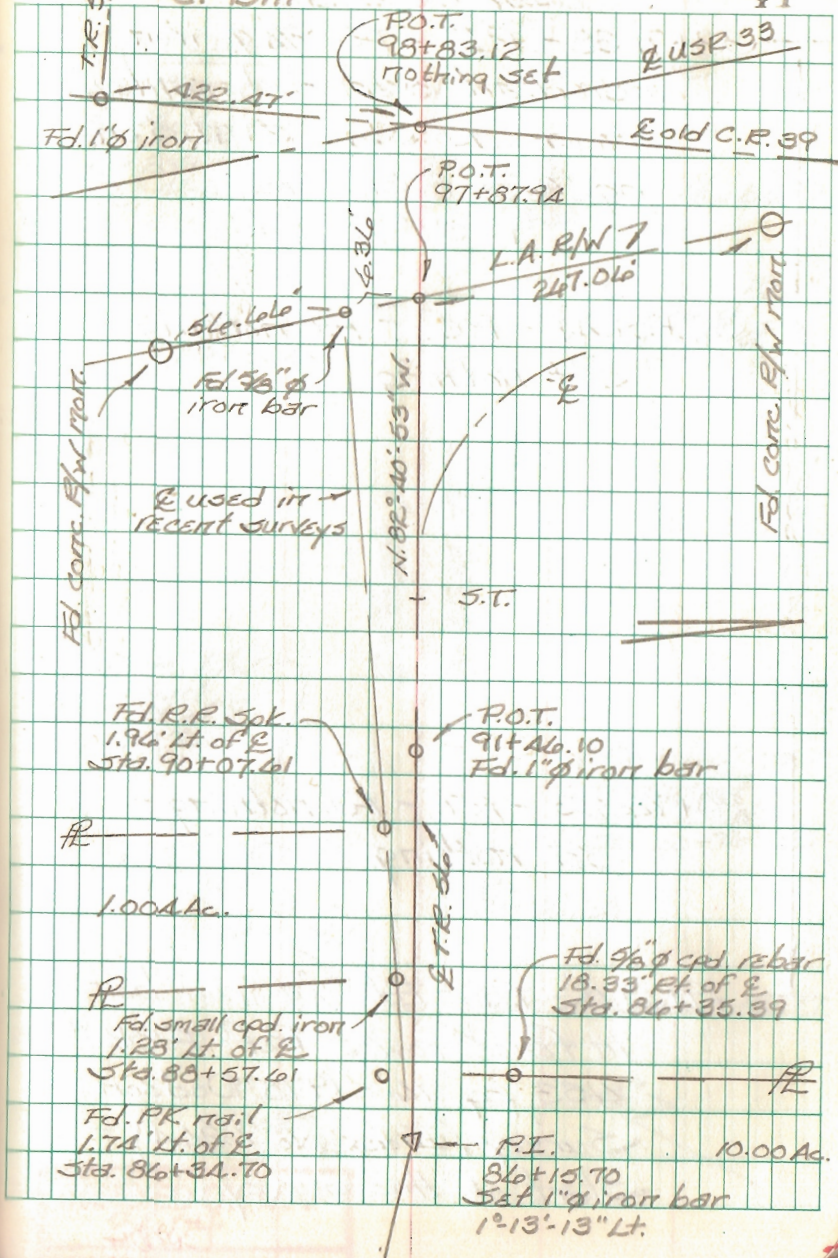 P.O.T.
98+83.12
nothing set
℄ USR 33
T.R. 5
422.47'
Fd. 1"ø iron
℄ old C.R. 39
P.O.T.
97+87.94
L.A. R/W
247.06'
6.36'
56.66'
Fd. 5/8"ø
iron bar
Fd. conc. R/W Mon.
Fd. conc. R/W Mon.
℄
N. 82°-40'-53" W.
℄ used in
recent surveys
S.T.
Fd. R.R. Spk.
1.96' Lt. of ℄
Sta. 90+07.61
P.O.T.
91+46.10
Fd. 1"ø iron bar
PL
℄ T.R. 56
1.004 Ac.
PL
Fd. small cpd. iron
1.23' Lt. of ℄
Sta. 88+57.61
Fd. 5/8"ø cpd. rebar
18.33' Rt. of ℄
Sta. 86+35.39
PL
Fd. PK nail
1.74' Lt. of ℄
Sta. 86+34.70
P.I.
86+15.70
Set 1"ø iron bar
1°-13'-13" Lt.
10.00 Ac.